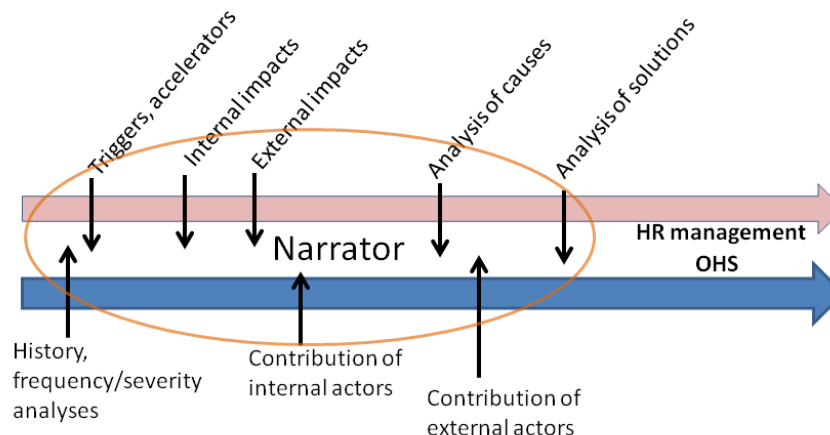 Triggers, accelerators
Internal impacts
External impacts
Analysis of causes
Analysis of solutions
Narrator
HR management
OHS
History,
frequency/severity
analyses
Contribution of
internal actors
Contribution of
external actors